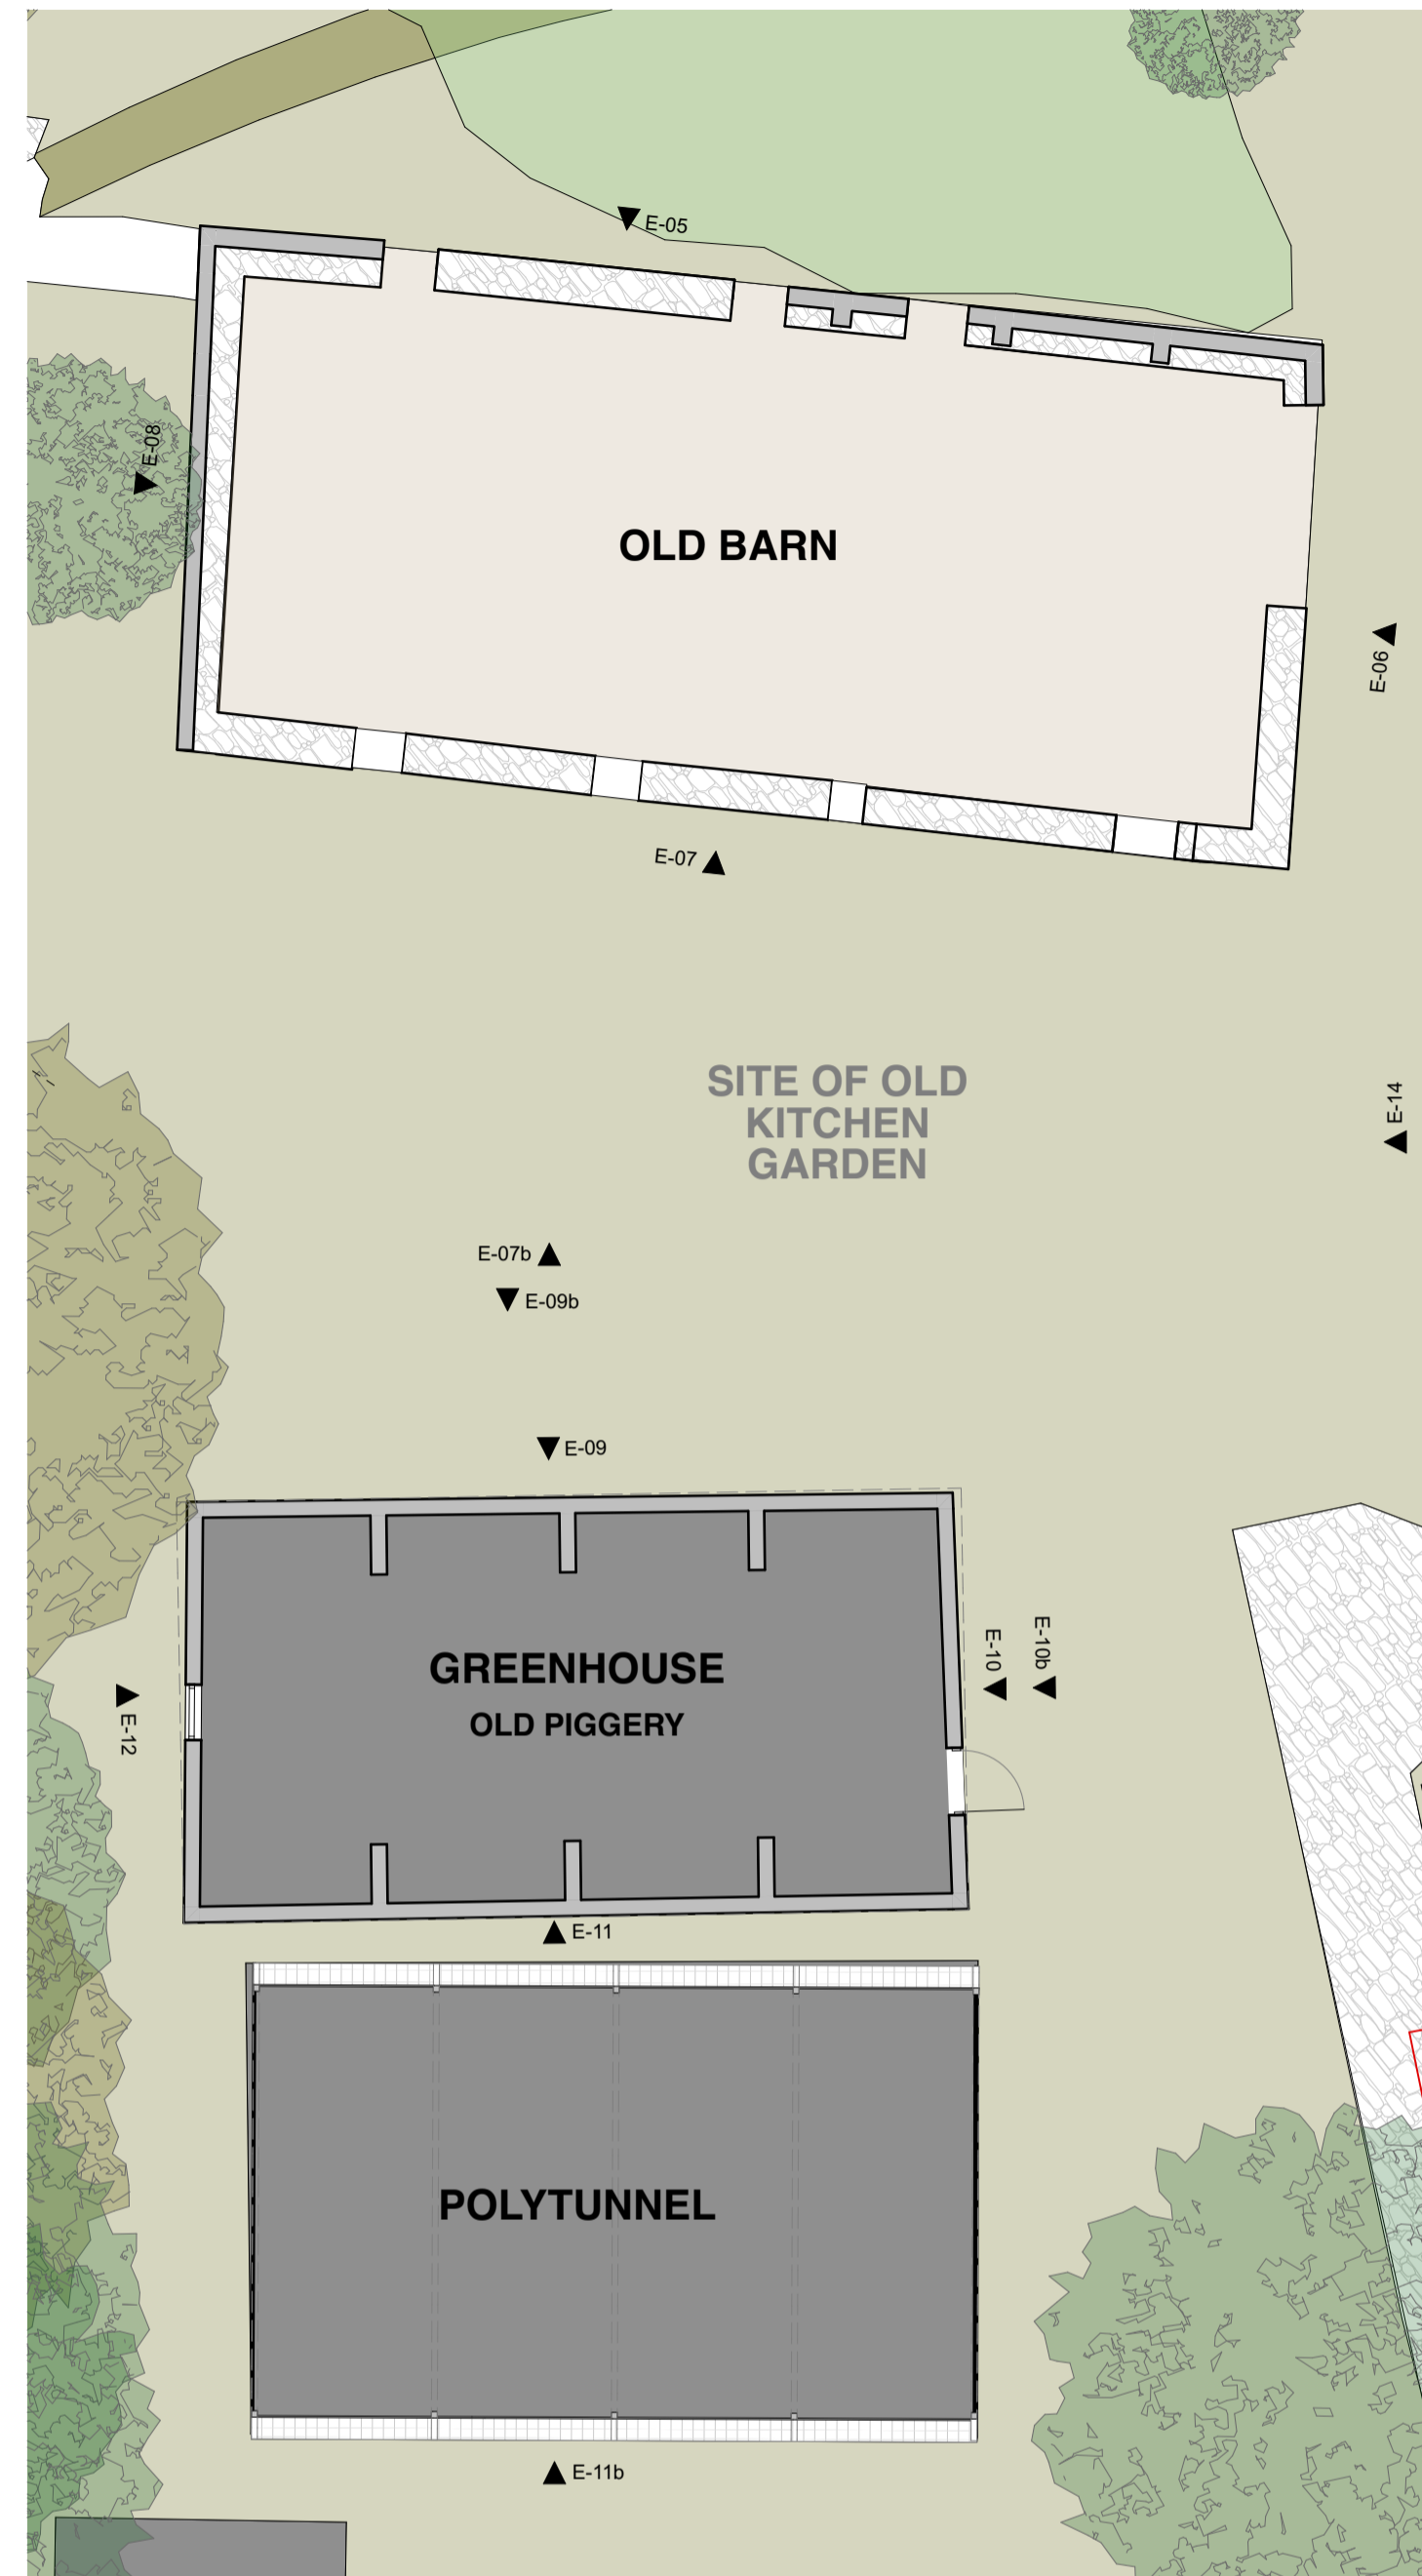 E-05
E-08
OLD BARN
E-06
E-07
SITE OF OLD
KITCHEN
GARDEN
E-14
E-07b
E-09b
E-09
E-10
E-10b
GREENHOUSE
OLD PIGGERY
E-12
E-11
POLYTUNNEL
E-11b